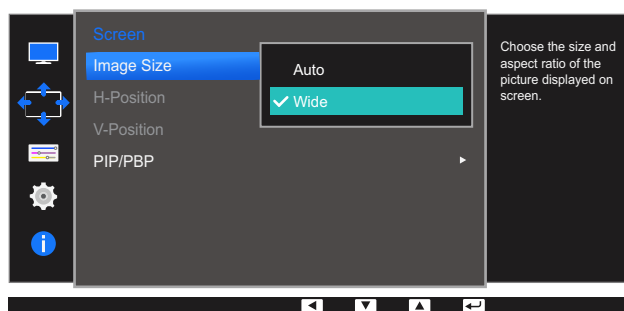 Screen
Image Size
Auto
Wide
H-Position
V-Position
PIP/PBP
Choose the size and
aspect ratio of the
picture displayed on
screen.